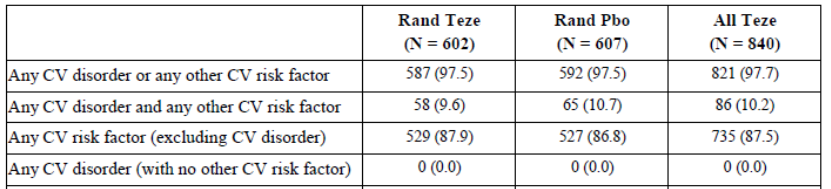 Rand Teze Rand Pbo All Teze
(N = 602) (N = 607) (N = 840)
Any CV disorder or any other CV risk factor 587 (97.5) 592 (97.5) 821 (97.7)
Any CV disorder and any other CV risk factor 58 (9.6) 65 (10.7) 86 (10.2)
Any CV risk factor (excluding CV disorder) 529 (87.9) 527 (86.8) 735 (87.5)
Any CV disorder (with no other CV risk factor) 0 (0.0) 0 (0.0) 0 (0.0)